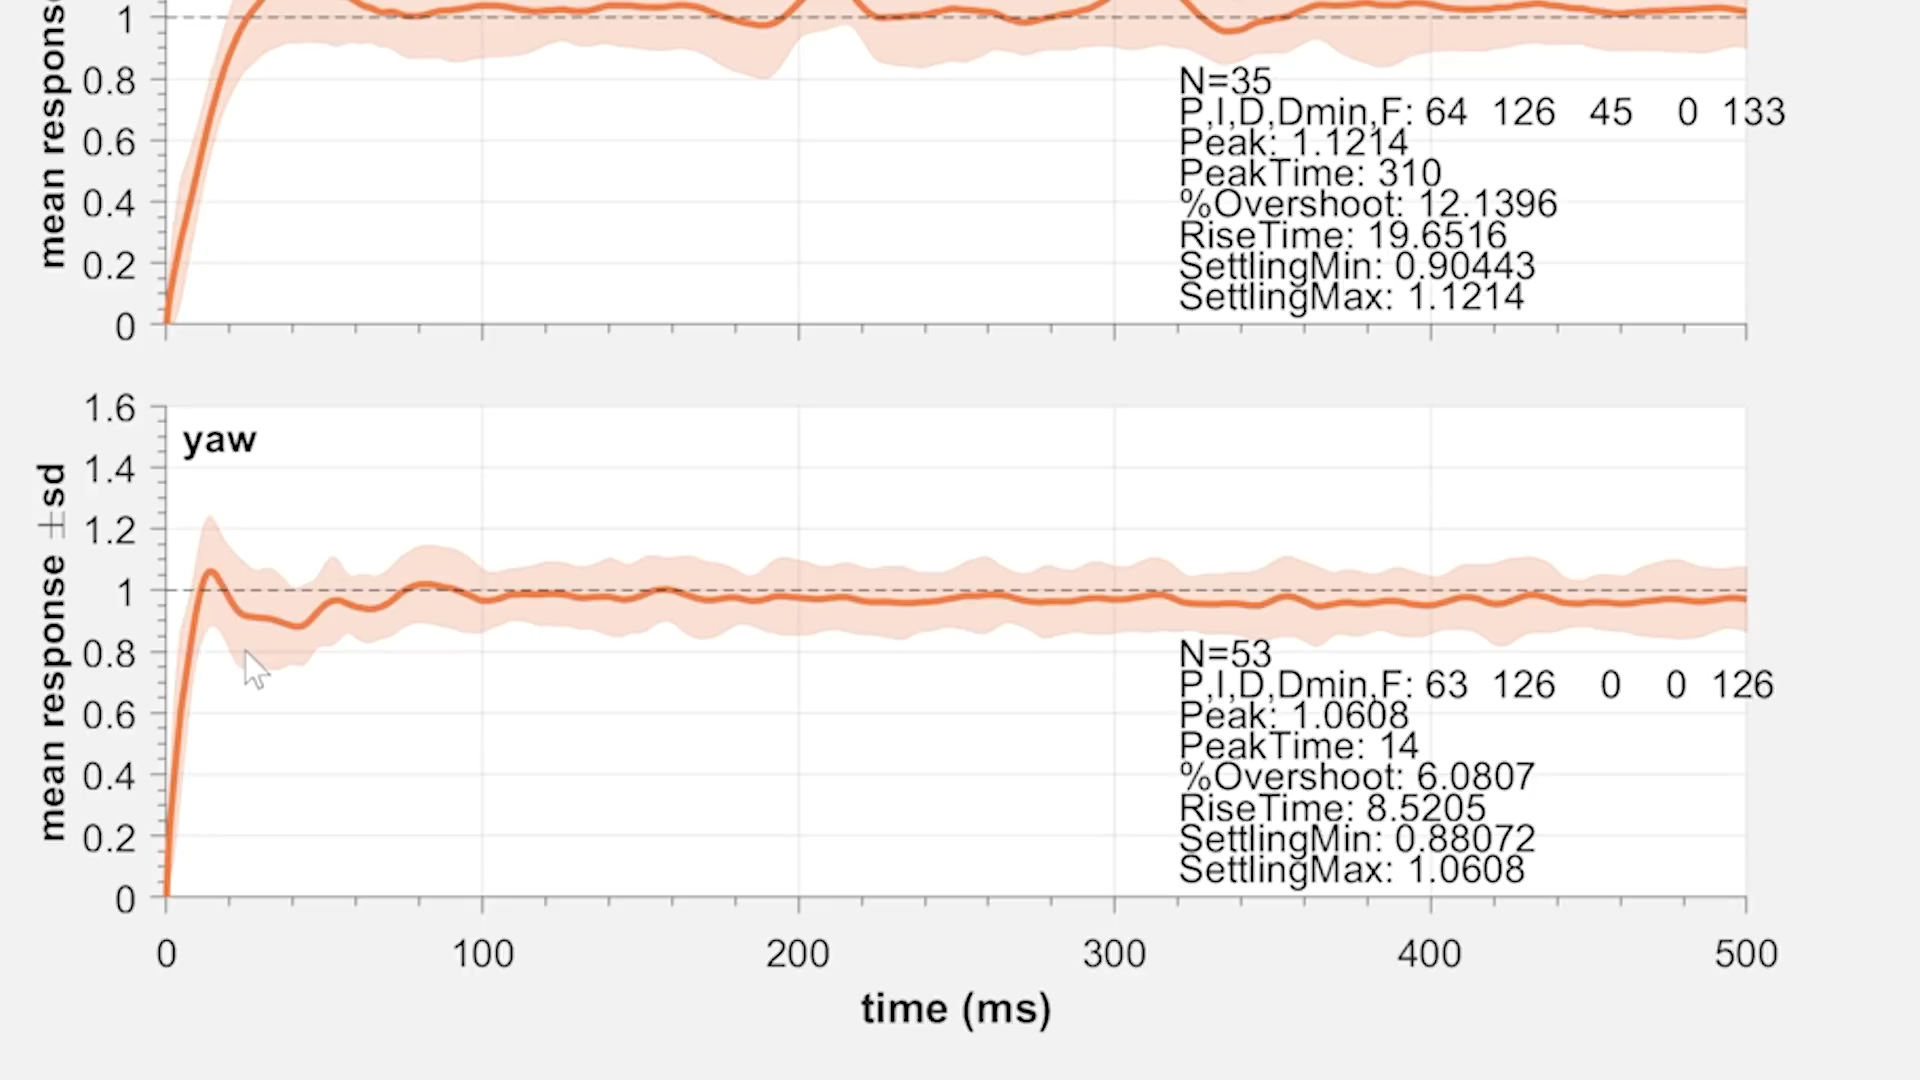 mean response
1
0.8
0.6
0.4
0.2
0
N=35
P,I,D,Dmin,F: 64 126 45 0 133
Peak: 1.1214
PeakTime: 310
%Overshoot: 12.1396
RiseTime: 19.6516
SettlingMin: 0.90443
SettlingMax: 1.1214
mean response ±sd
1.6
1.4
1.2
1
0.8
0.6
0.4
0.2
0
yaw
N=53
P,I,D,Dmin,F: 63 126 0 0 126
Peak: 1.0608
PeakTime: 14
%Overshoot: 6.0807
RiseTime: 8.5205
SettlingMin: 0.88072
SettlingMax: 1.0608
0 100 200 300 400 500
time (ms)